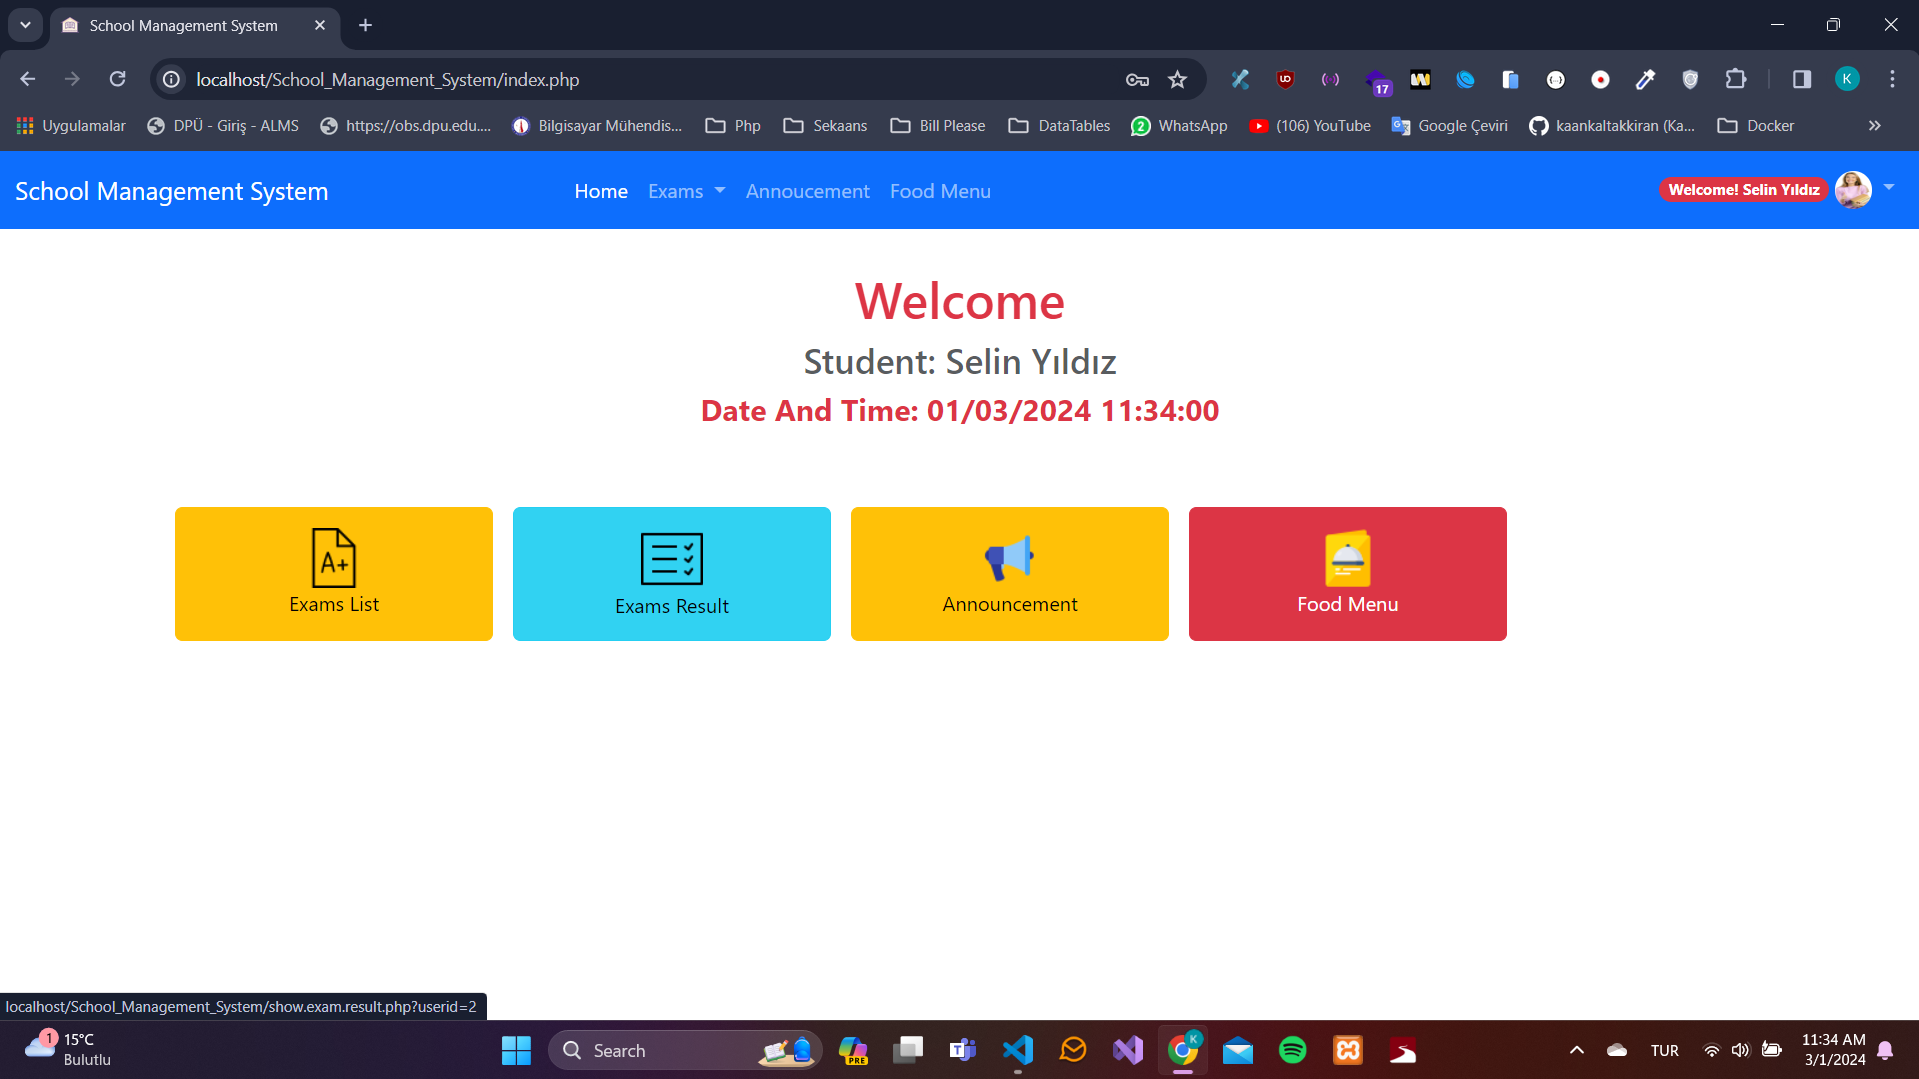 School Management System
localhost/School_Management_System/index.php
17
Uygulamalar
DPÜ - Giriş - ALMS
https://obs.dpu.edu....
Bilgisayar Mühendis...
Php
Sekaans
Bill Please
DataTables
2
WhatsApp
(106) YouTube
Google Çeviri
kaankaltakkiran (Ka...
Docker
School Management System
Home
Exams
Annoucement
Food Menu
Welcome! Selin Yıldız
Welcome
Student: Selin Yıldız
Date And Time: 01/03/2024 11:34:00
A+
Exams List
Exams Result
Announcement
Food Menu
localhost/School_Management_System/show.exam.result.php?userid=2
1
15°C
Bulutlu
Search
PRE
K
TUR
11:34 AM
3/1/2024